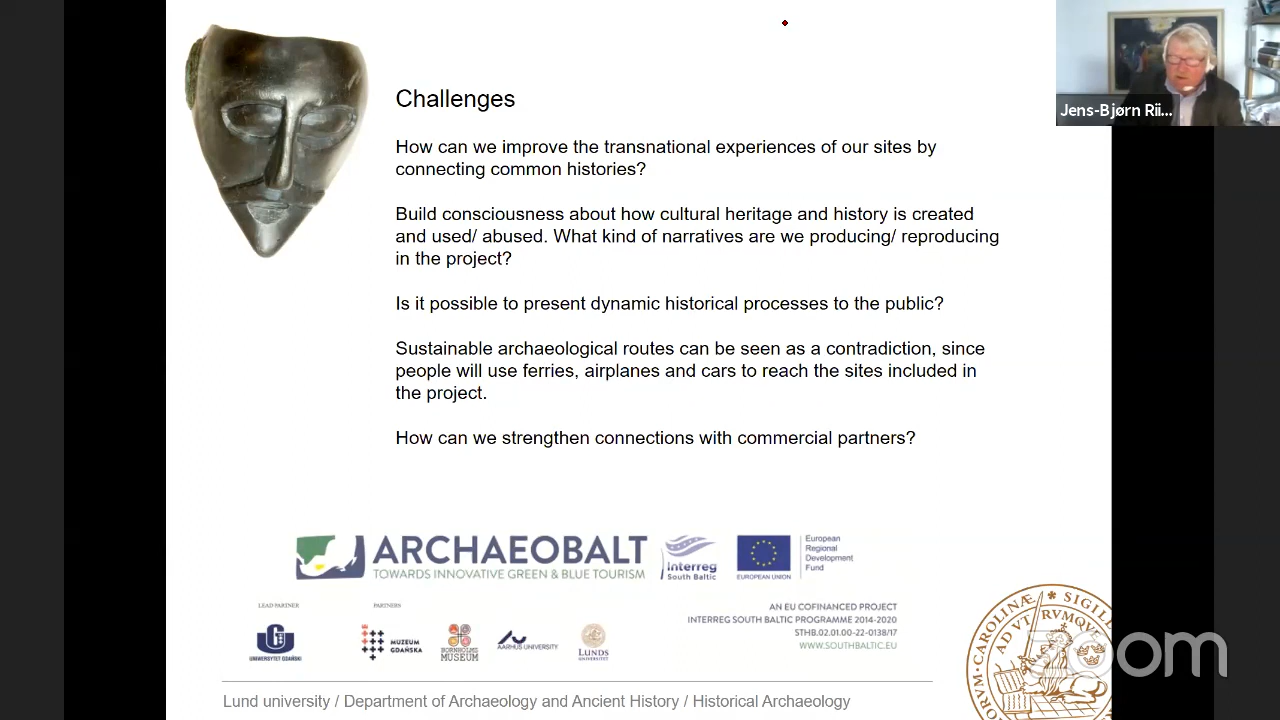 Challenges
How can we improve the transnational experiences of our sites by
connecting common histories?
Build consciousness about how cultural heritage and history is created
and used/ abused. What kind of narratives are we producing/ reproducing
in the project?
Is it possible to present dynamic historical processes to the public?
Sustainable archaeological routes can be seen as a contradiction, since
people will use ferries, airplanes and cars to reach the sites included in
the project.
How can we strengthen connections with commercial partners?
Jens-Bjørn Rii...
ARCHAEOBALT
TOWARDS INNOVATIVE GREEN & BLUE TOURISM
Interreg
South Baltic
EUROPEAN UNION
European
Regional
Development
Fund
LEAD PARTNER
PARTNERS
UNIWERSYTET GDAŃSKI
MUZEUM
GDAŃSKA
BORNHOLMS
MUSEUM
AARHUS UNIVERSITY
LUNDS
UNIVERSITET
AN EU COFINANCED PROJECT
INTERREG SOUTH BALTIC PROGRAMME 2014-2020
STHB.02.01.00-22-0138/17
WWW.SOUTHBALTIC.EU
ORVM · CAROLINÆ * SIGILL
AD VTRVMQVE
zoom
Lund university / Department of Archaeology and Ancient History / Historical Archaeology